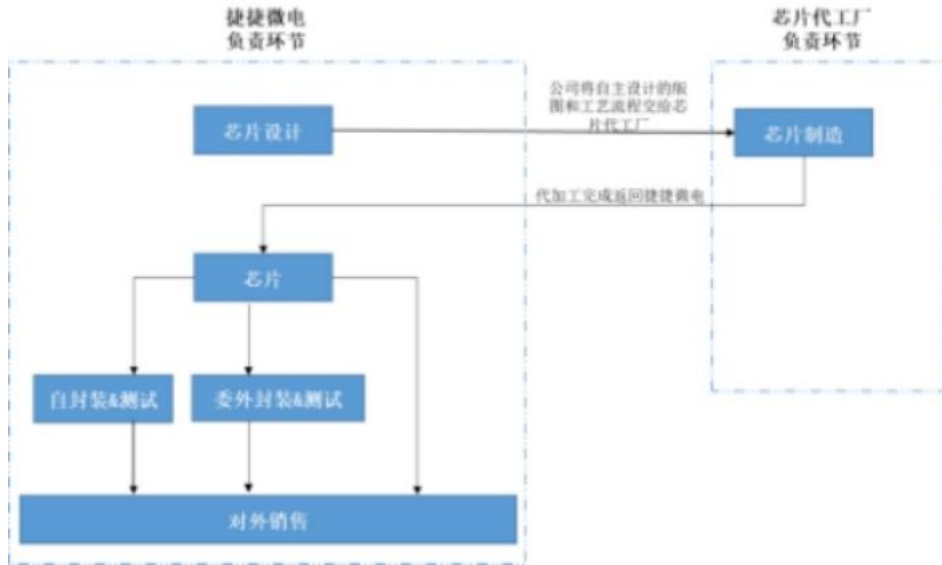 捷捷微电
负责环节
芯片代工厂
负责环节
公司将自主设计的版
图和工艺流程交给芯
片代工厂
芯片设计
芯片制造
代加工完成返回捷捷微电
芯片
自封装&测试
委外封装&测试
对外销售